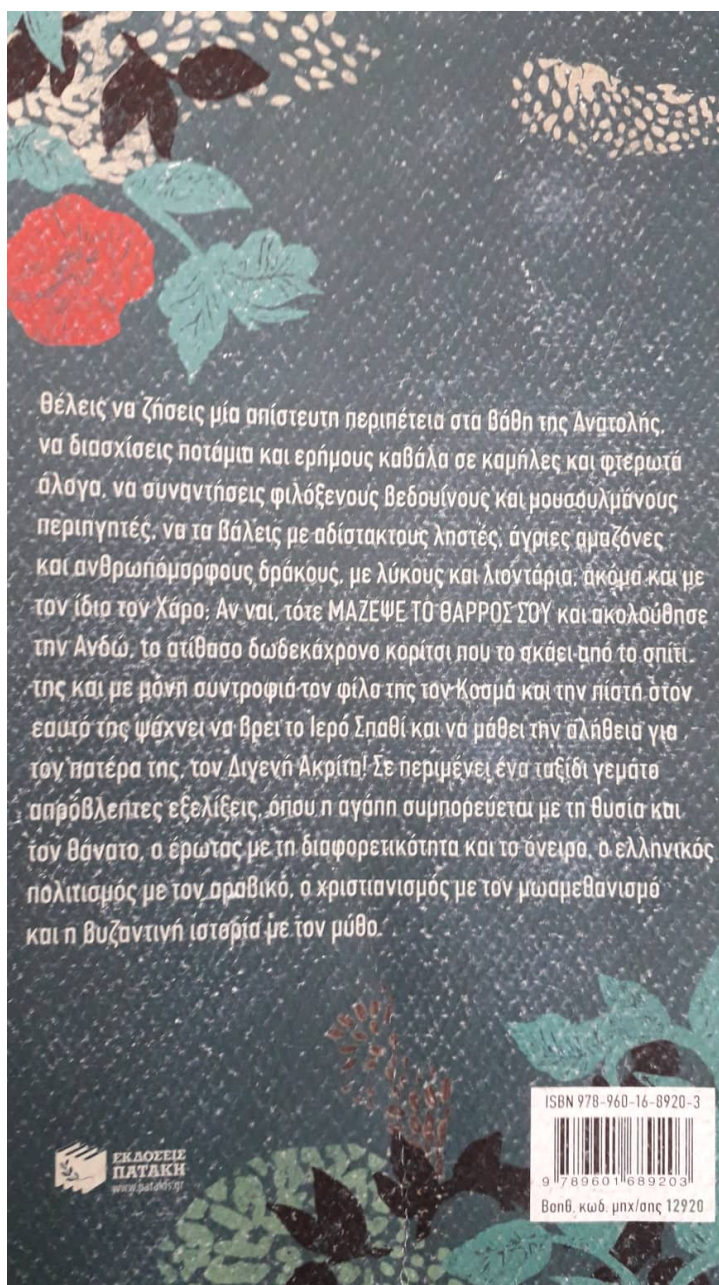 Θέλεις να ζήσεις μία απίστευτη περιπέτεια στα βάθη της Ανατολής,
να διασχίσεις ποτάμια και ερήμους καβάλα σε καμήλες και φτερωτά
άλογα, να συναντήσεις φιλόξενους βεδουίνους και μουσουλμάνους
περιηγητές, να τα βάλεις με αδίστακτους ληστές, άγριες αμαζόνες
και ανθρωπόμορφους δράκους, με λύκους και λιοντάρια, ακόμα και με
τον ίδιο τον Χάρο; Αν ναι, τότε ΜΑΖΕΨΕ ΤΟ ΘΑΡΡΟΣ ΣΟΥ και ακολούθησε
την Ανδώ, το ατίθασο δωδεκάχρονο κορίτσι που το σκάει από το σπίτι
της και με μόνη συντροφιά τον φίλο της τον Κοσμά και την πίστη στον
εαυτό της ψάχνει να βρει το Ιερό Σπαθί και να μάθει την αλήθεια για
τον πατέρα της, τον Διγενή Ακρίτη! Σε περιμένει ένα ταξίδι γεμάτο
απρόβλεπτες εξελίξεις, όπου η αγάπη συμπορεύεται με τη θυσία και
τον θάνατο, ο έρωτας με τη διαφορετικότητα και το όνειρο, ο ελληνικός
πολιτισμός με τον αραβικό, ο χριστιανισμός με τον μωαμεθανισμό
και η βυζαντινή ιστορία με τον μύθο.
ISBN 978-960-16-8920-3
9 789601 689203
Βοηθ. κωδ. μηχ/σης 12920
ΕΚΔΟΣΕΙΣ
ΠΑΤΑΚΗ
www.patakis.gr